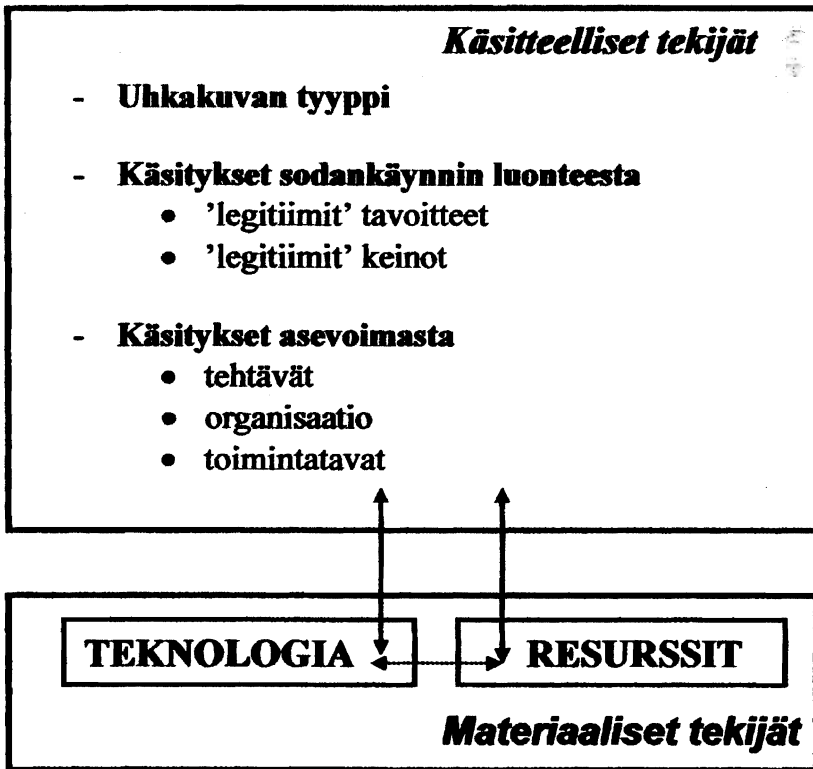 Käsitteelliset tekijät
- Uhkakuvan tyyppi
- Käsitykset sodankäynnin luonteesta
• 'legitiimit' tavoitteet
• 'legitiimit' keinot
- Käsitykset asevoimasta
• tehtävät
• organisaatio
• toimintatavat
TEKNOLOGIA RESURSSIT
Materiaaliset tekijät